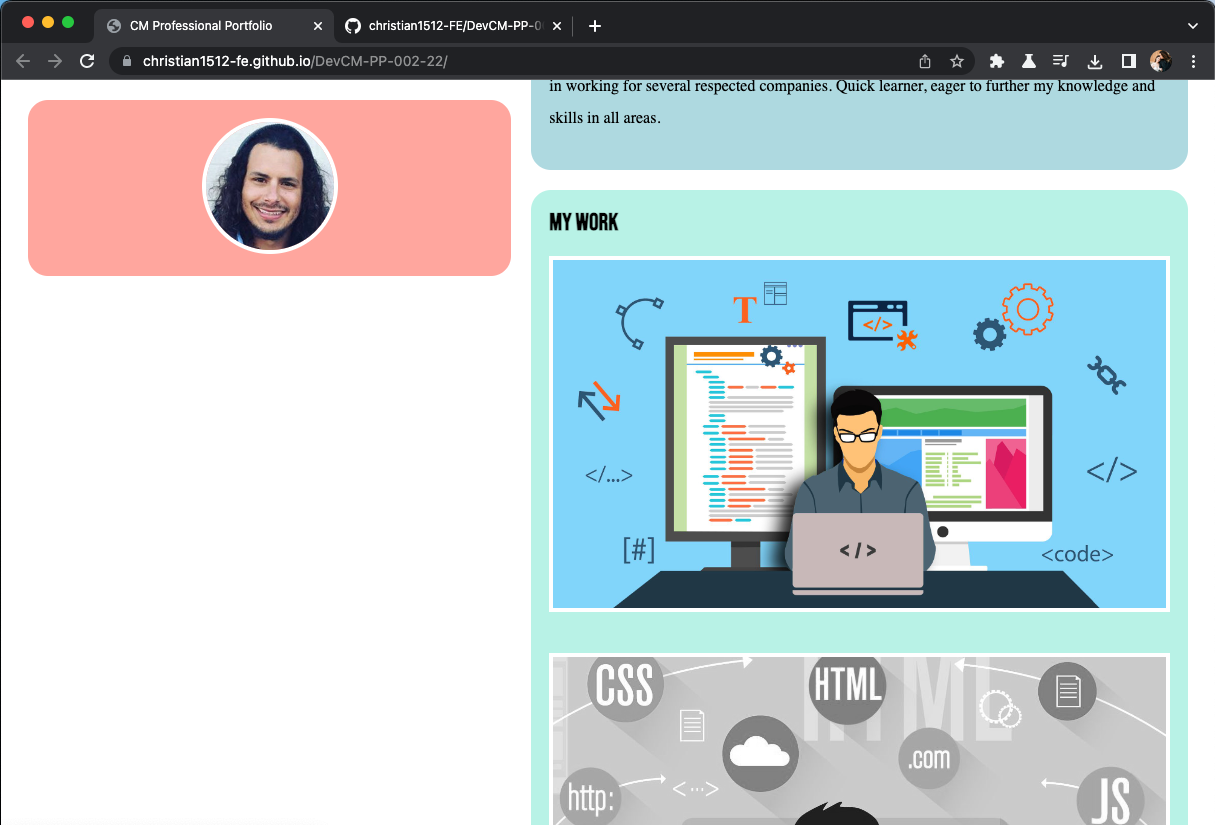 CM Professional Portfolio
christian1512-FE/DevCM-PP-0
christian1512-fe.github.io/DevCM-PP-002-22/
in working for several respected companies. Quick learner, eager to further my knowledge and
skills in all areas.
MY WORK
T
</>
</...>
</>
[#]
</>
<code>
HTML
CSS
HTML
.com
http:
<...>
JS